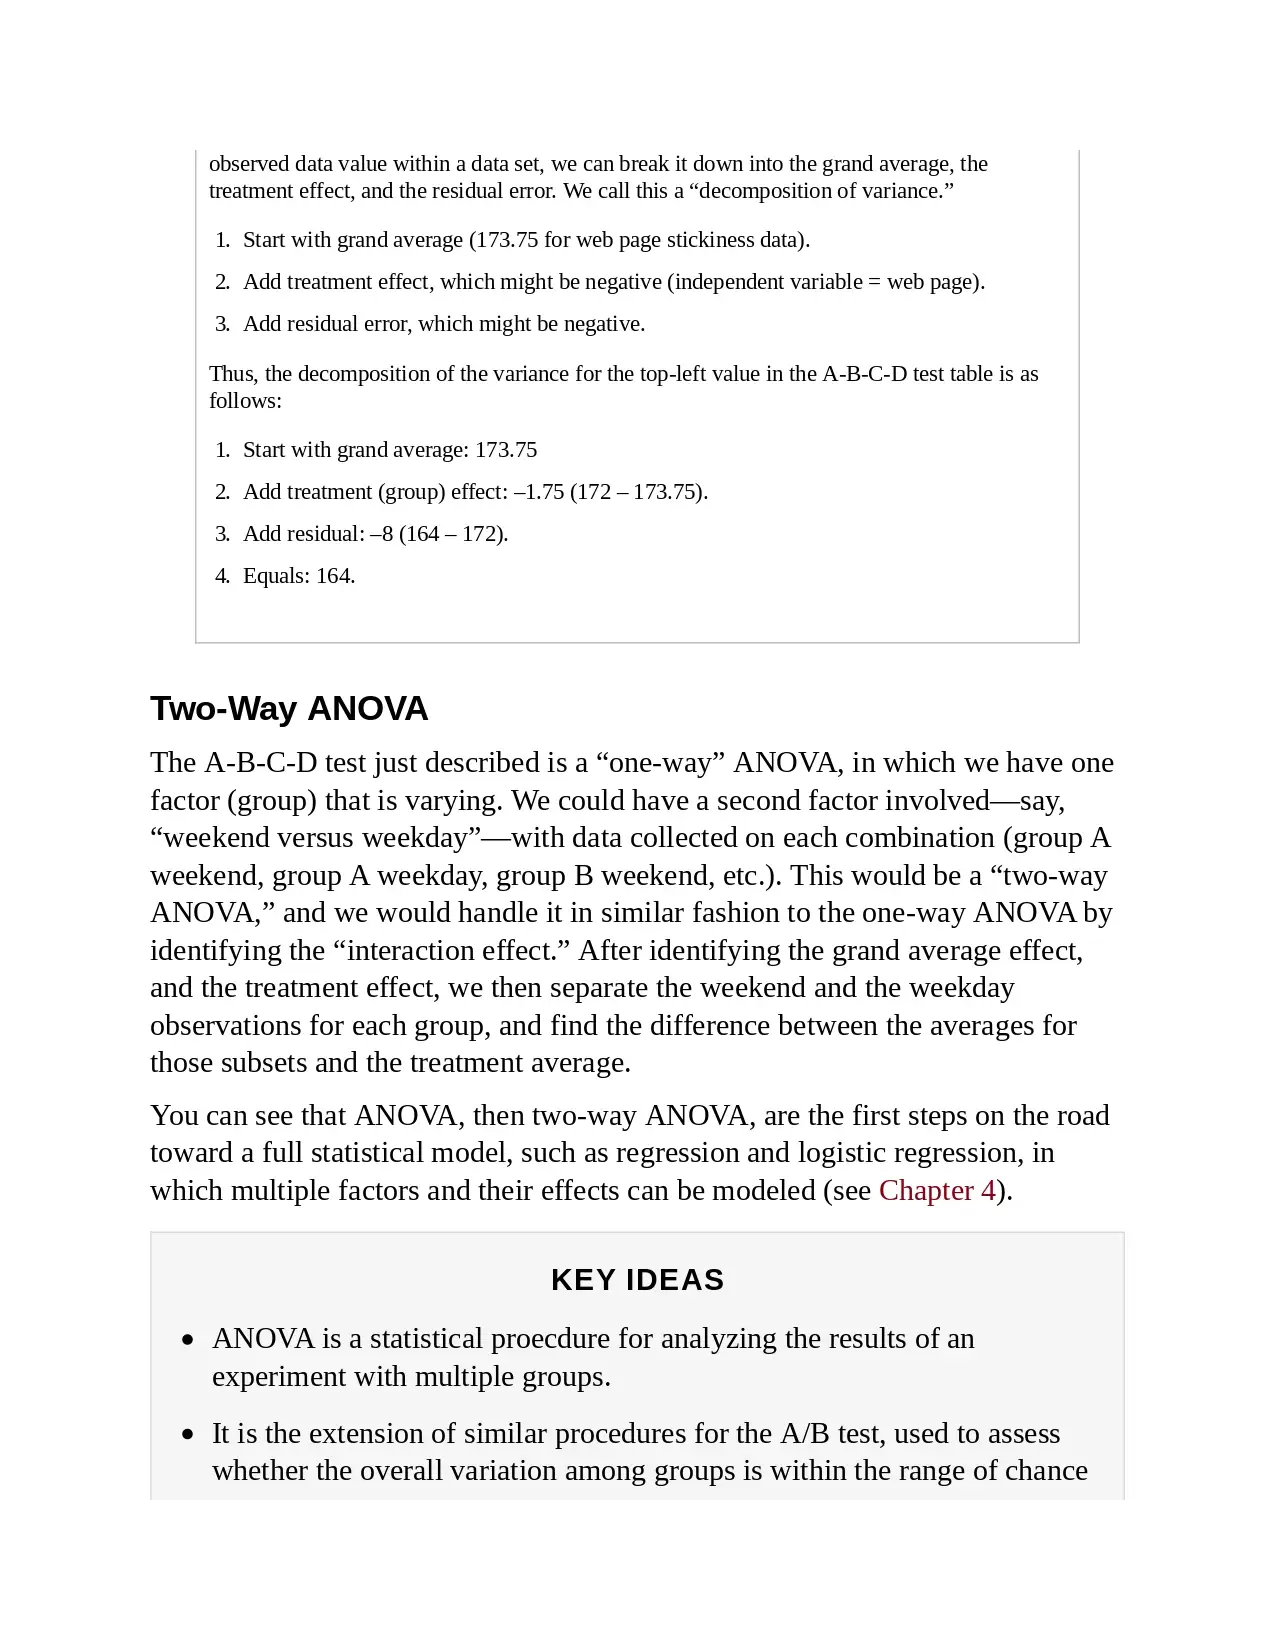 observed data value within a data set, we can break it down into the grand average, the
treatment effect, and the residual error. We call this a “decomposition of variance.”
1. Start with grand average (173.75 for web page stickiness data).
2. Add treatment effect, which might be negative (independent variable = web page).
3. Add residual error, which might be negative.
Thus, the decomposition of the variance for the top-left value in the A-B-C-D test table is as
follows:
1. Start with grand average: 173.75
2. Add treatment (group) effect: –1.75 (172 – 173.75).
3. Add residual: –8 (164 – 172).
4. Equals: 164.
Two-Way ANOVA
The A-B-C-D test just described is a “one-way” ANOVA, in which we have one
factor (group) that is varying. We could have a second factor involved—say,
“weekend versus weekday”—with data collected on each combination (group A
weekend, group A weekday, group B weekend, etc.). This would be a “two-way
ANOVA,” and we would handle it in similar fashion to the one-way ANOVA by
identifying the “interaction effect.” After identifying the grand average effect,
and the treatment effect, we then separate the weekend and the weekday
observations for each group, and find the difference between the averages for
those subsets and the treatment average.
You can see that ANOVA, then two-way ANOVA, are the first steps on the road
toward a full statistical model, such as regression and logistic regression, in
which multiple factors and their effects can be modeled (see Chapter 4).
KEY IDEAS
• ANOVA is a statistical proecdure for analyzing the results of an
experiment with multiple groups.
• It is the extension of similar procedures for the A/B test, used to assess
whether the overall variation among groups is within the range of chance